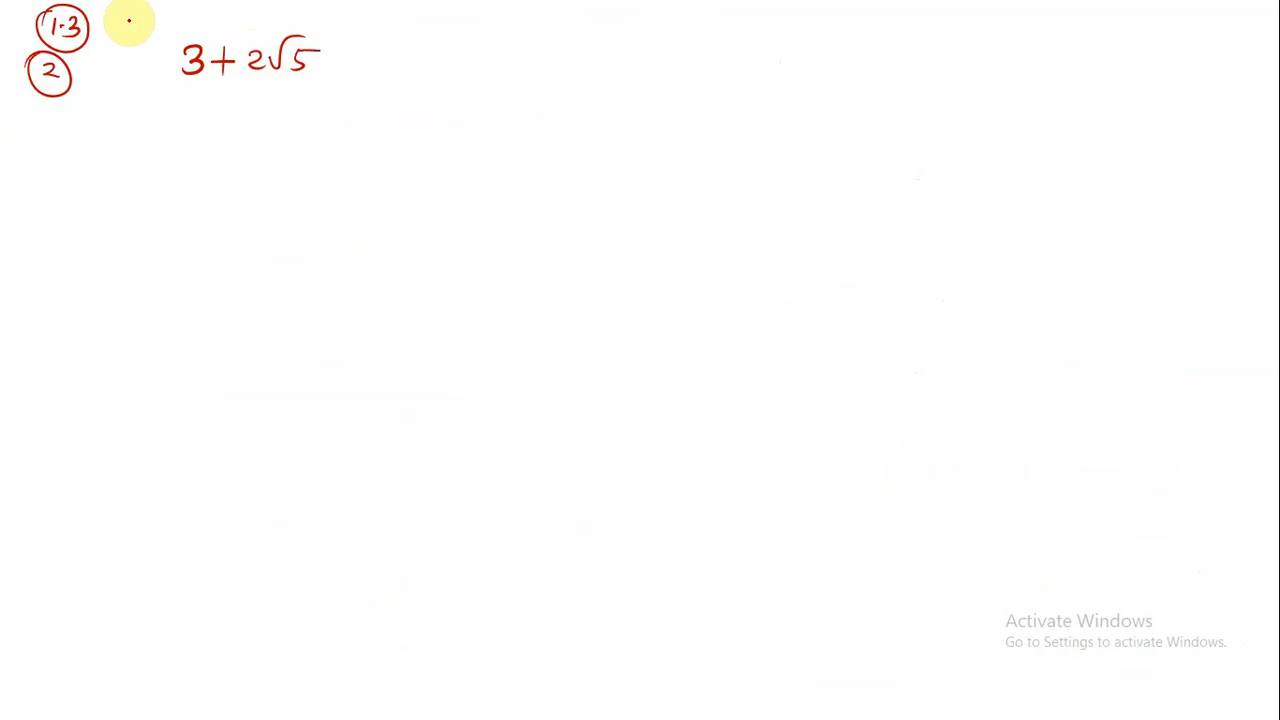 1.3
2
3 + 2√5
Activate Windows
Go to Settings to activate Windows.